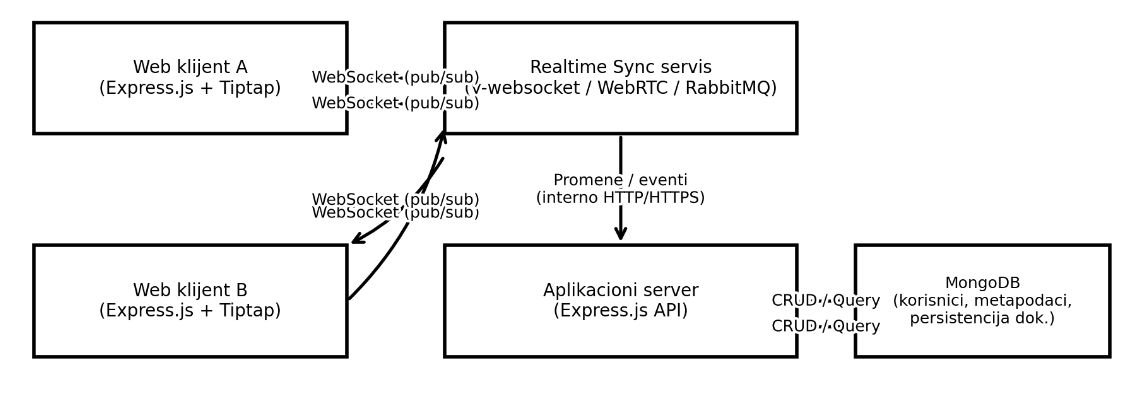 Web klijent A
(Express.js + Tiptap)
WebSocket (pub/sub)
WebSocket (pub/sub)
Realtime Sync servis
(y-websocket / WebRTC / RabbitMQ)
WebSocket (pub/sub)
WebSocket (pub/sub)
Promene / eventi
(interno HTTP/HTTPS)
Web klijent B
(Express.js + Tiptap)
Aplikacioni server
(Express.js API)
CRUD / Query
CRUD / Query
MongoDB
(korisnici, metapodaci,
persistencija dok.)